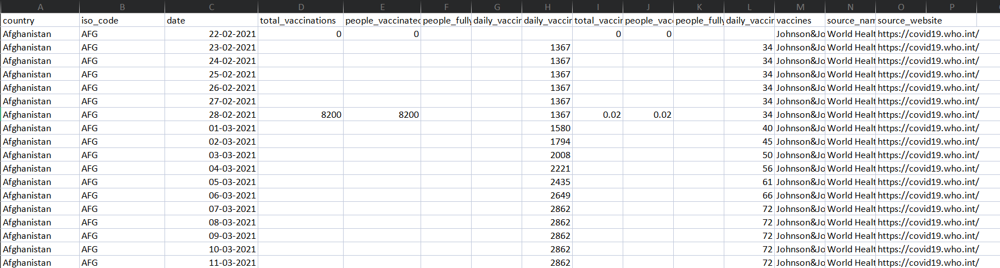 A B C D E F G H I J K L M N O P
country iso_code date total_vaccinations people_vaccinated people_fully daily_vaccin daily_vaccin total_vaccin people_vacc people_fully daily_vaccin vaccines source_nam source_website
Afghanistan AFG 22-02-2021 0 0 0 0 Johnson&Jo World Healt https://covid19.who.int/
Afghanistan AFG 23-02-2021 1367 34 Johnson&Jo World Healt https://covid19.who.int/
Afghanistan AFG 24-02-2021 1367 34 Johnson&Jo World Healt https://covid19.who.int/
Afghanistan AFG 25-02-2021 1367 34 Johnson&Jo World Healt https://covid19.who.int/
Afghanistan AFG 26-02-2021 1367 34 Johnson&Jo World Healt https://covid19.who.int/
Afghanistan AFG 27-02-2021 1367 34 Johnson&Jo World Healt https://covid19.who.int/
Afghanistan AFG 28-02-2021 8200 8200 1367 0.02 0.02 34 Johnson&Jo World Healt https://covid19.who.int/
Afghanistan AFG 01-03-2021 1580 40 Johnson&Jo World Healt https://covid19.who.int/
Afghanistan AFG 02-03-2021 1794 45 Johnson&Jo World Healt https://covid19.who.int/
Afghanistan AFG 03-03-2021 2008 50 Johnson&Jo World Healt https://covid19.who.int/
Afghanistan AFG 04-03-2021 2221 56 Johnson&Jo World Healt https://covid19.who.int/
Afghanistan AFG 05-03-2021 2435 61 Johnson&Jo World Healt https://covid19.who.int/
Afghanistan AFG 06-03-2021 2649 66 Johnson&Jo World Healt https://covid19.who.int/
Afghanistan AFG 07-03-2021 2862 72 Johnson&Jo World Healt https://covid19.who.int/
Afghanistan AFG 08-03-2021 2862 72 Johnson&Jo World Healt https://covid19.who.int/
Afghanistan AFG 09-03-2021 2862 72 Johnson&Jo World Healt https://covid19.who.int/
Afghanistan AFG 10-03-2021 2862 72 Johnson&Jo World Healt https://covid19.who.int/
Afghanistan AFG 11-03-2021 2862 72 Johnson&Jo World Healt https://covid19.who.int/